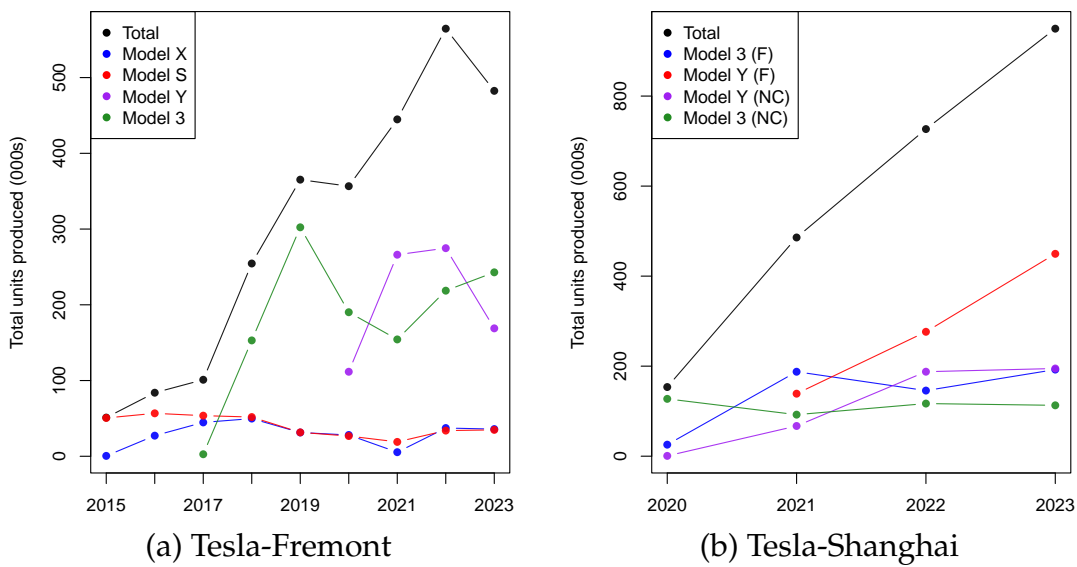 Total
Model X
Model S
Model Y
Model 3
Total units produced (000s)
0
100
200
300
400
500
2015
2017
2019
2021
2023
(a) Tesla-Fremont
Total
Model 3 (F)
Model Y (F)
Model Y (NC)
Model 3 (NC)
Total units produced (000s)
0
200
400
600
800
2020
2021
2022
2023
(b) Tesla-Shanghai